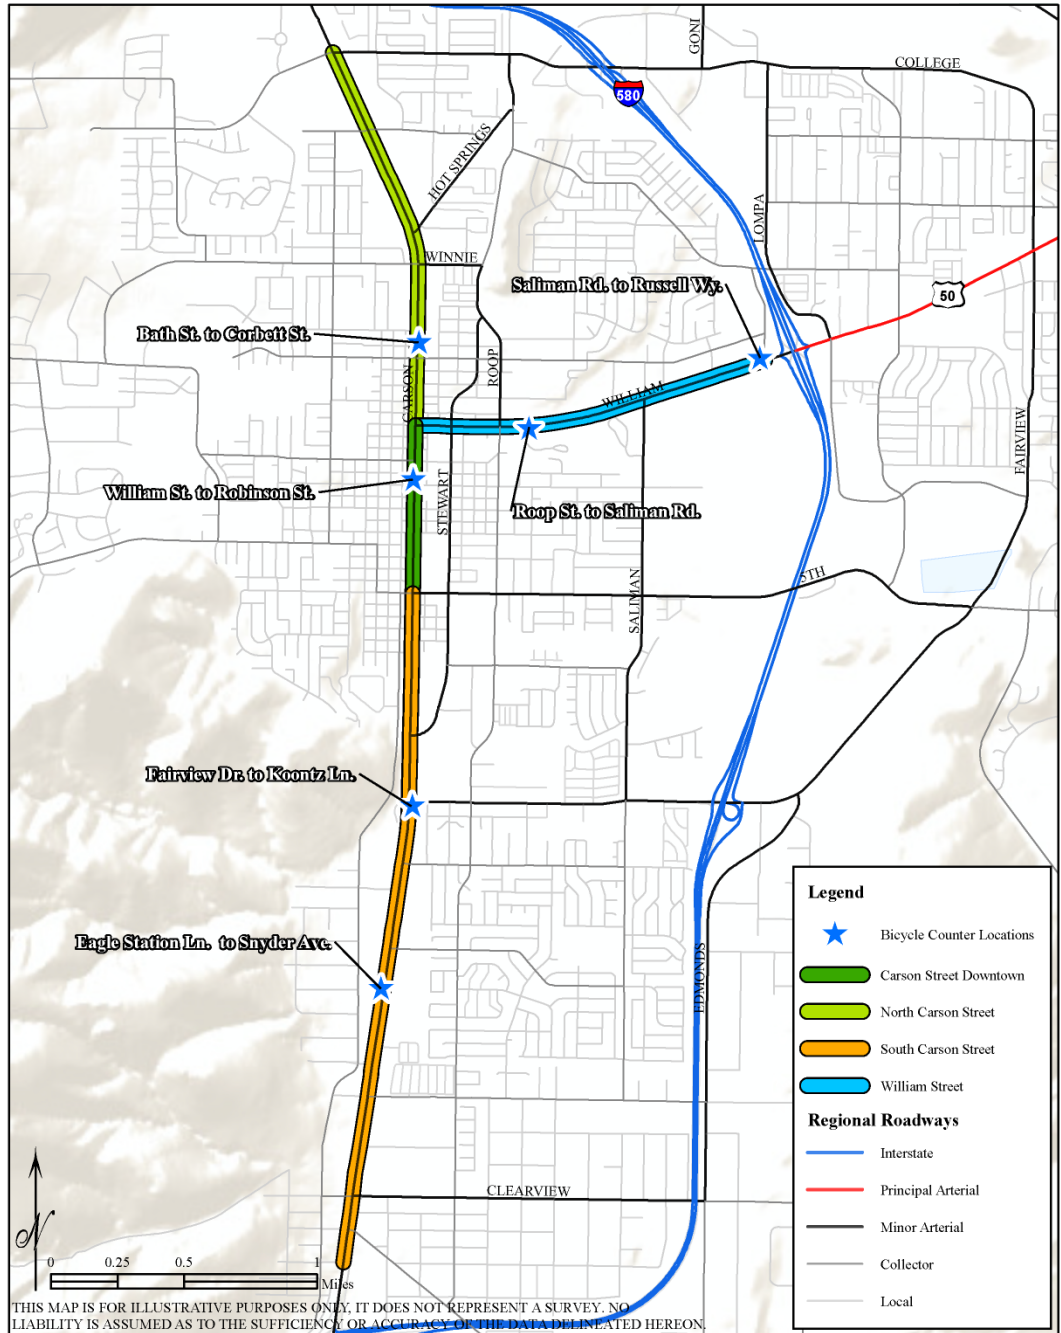 GONI
COLLEGE
580
HOT SPRINGS
LOMPA
WINNIE
Saliman Rd. to Russell Wy.
50
Bath St. to Corbett St.
ROOP
CARSON
WILLIAM
FAIRVIEW
William St. to Robinson St.
STEWART
Roop St. to Saliman Rd.
5TH
SALIMAN
Fairview Dr. to Koontz Ln.
Eagle Station Ln. to Snyder Ave.
EDMONDS
CLEARVIEW
Legend
Bicycle Counter Locations
Carson Street Downtown
North Carson Street
South Carson Street
William Street
Regional Roadways
Interstate
Principal Arterial
Minor Arterial
Collector
Local
N
0 0.25 0.5 1
Miles
THIS MAP IS FOR ILLUSTRATIVE PURPOSES ONLY, IT DOES NOT REPRESENT A SURVEY. NO
LIABILITY IS ASSUMED AS TO THE SUFFICIENCY OR ACCURACY OF THE DATA DELINEATED HEREON.